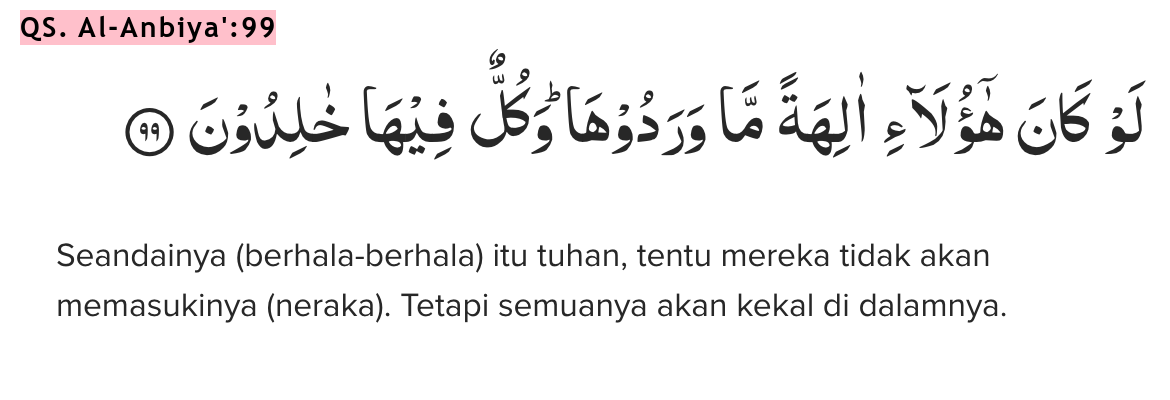 QS. Al-Anbiya':99
لَوْ كَانَ هٰٓؤُلَاۤءِ اٰلِهَةً مَّا وَرَدُوْهَاۗ وَكُلٌّ فِيْهَا خٰلِدُوْنَ ٩٩
Seandainya (berhala-berhala) itu tuhan, tentu mereka tidak akan
memasukinya (neraka). Tetapi semuanya akan kekal di dalamnya.